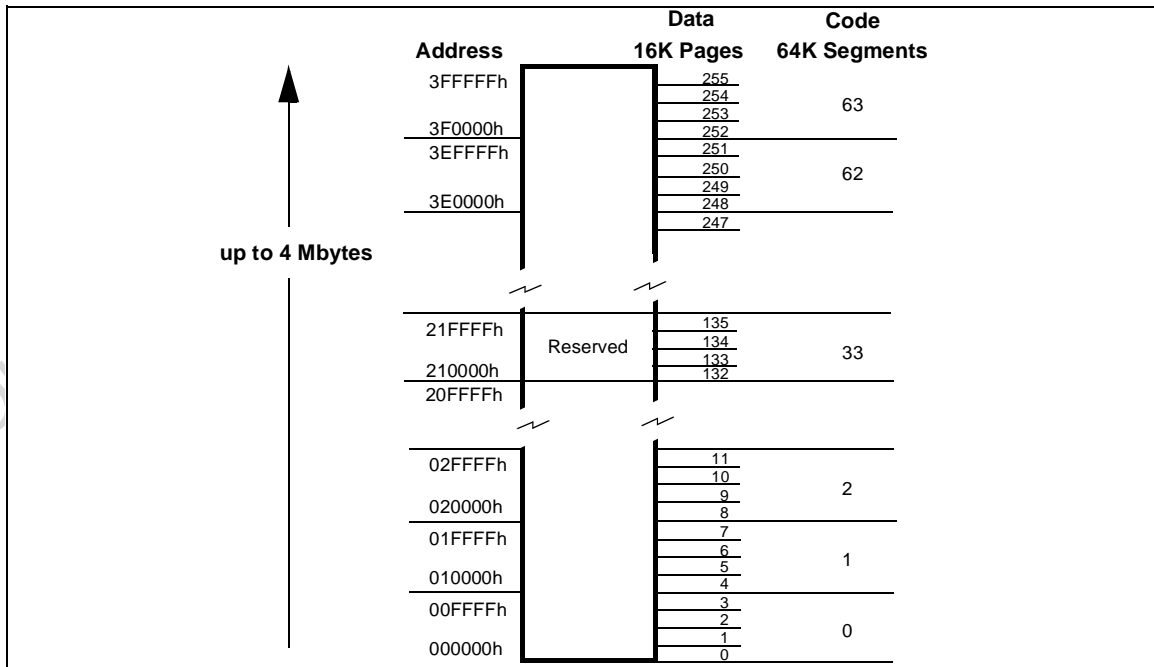 Data Code
Address 16K Pages 64K Segments
3FFFFFh 255
254
63
253
3F0000h 252
3EFFFFh 251
250 62
249
3E0000h 248
247
up to 4 Mbytes
21FFFFh 135
134
Reserved 33
133
210000h 132
20FFFFh
02FFFFh 11
10
2
020000h 9
8
01FFFFh 7
6
1
010000h 5
4
00FFFFh 3
2
0
000000h 1
0